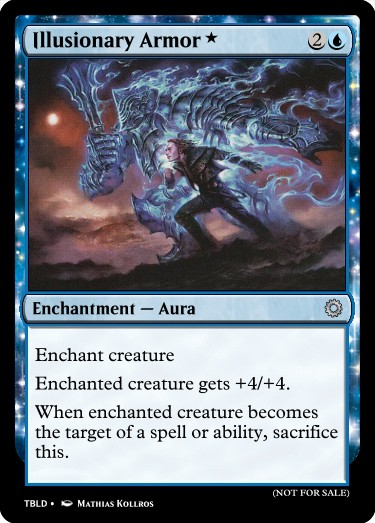 Illusionary Armor ★ 2
Enchantment — Aura
Enchant creature
Enchanted creature gets +4/+4.
When enchanted creature becomes
the target of a spell or ability, sacrifice
this.
(NOT FOR SALE)
TBLD • Mathias Kollros